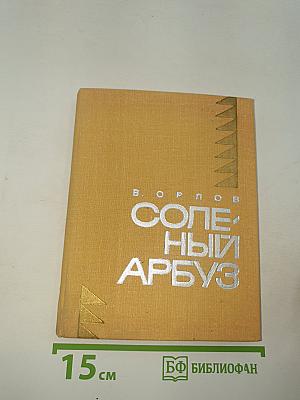 В. ОРЛОВ
СОЛЕ-
НЫЙ
АРБУЗ
15 см
БФ БИБЛИОФАН